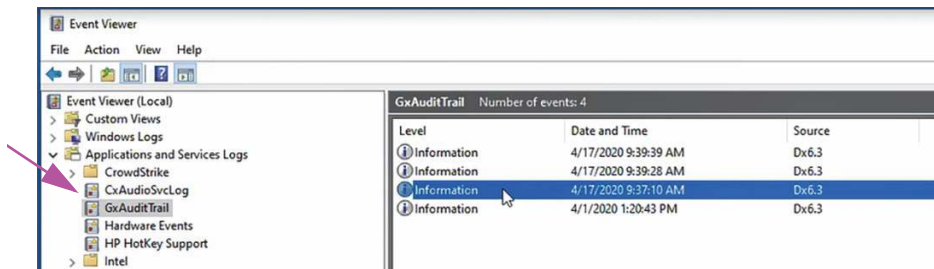 Event Viewer
File Action View Help
Event Viewer (Local)
Custom Views
Windows Logs
Applications and Services Logs
CrowdStrike
CxAudioSvcLog
GxAuditTrail
Hardware Events
HP HotKey Support
Intel
GxAuditTrail Number of events: 4
Level Date and Time Source
Information 4/17/2020 9:39:39 AM Dx6.3
Information 4/17/2020 9:39:28 AM Dx6.3
Information 4/17/2020 9:37:10 AM Dx6.3
Information 4/1/2020 1:20:43 PM Dx6.3